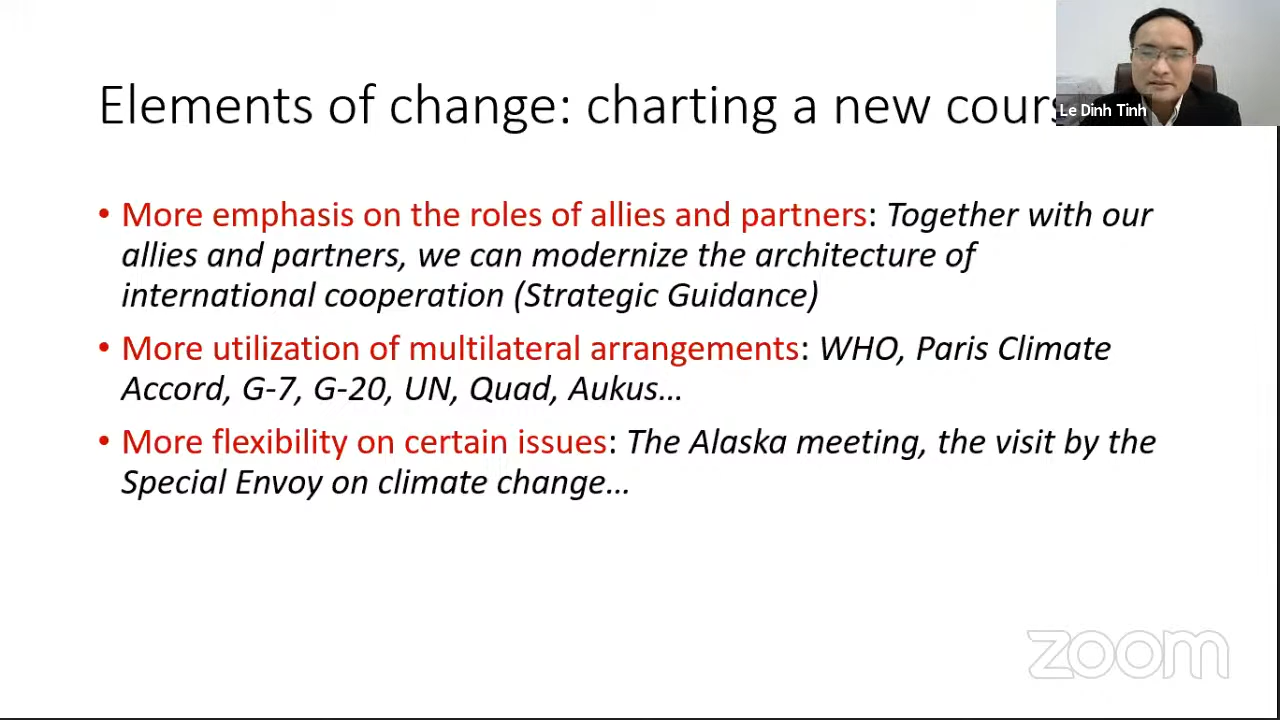 Elements of change: charting a new cours
Le Dinh Tinh
• More emphasis on the roles of allies and partners: Together with our
allies and partners, we can modernize the architecture of
international cooperation (Strategic Guidance)
• More utilization of multilateral arrangements: WHO, Paris Climate
Accord, G-7, G-20, UN, Quad, Aukus…
• More flexibility on certain issues: The Alaska meeting, the visit by the
Special Envoy on climate change…
zoom